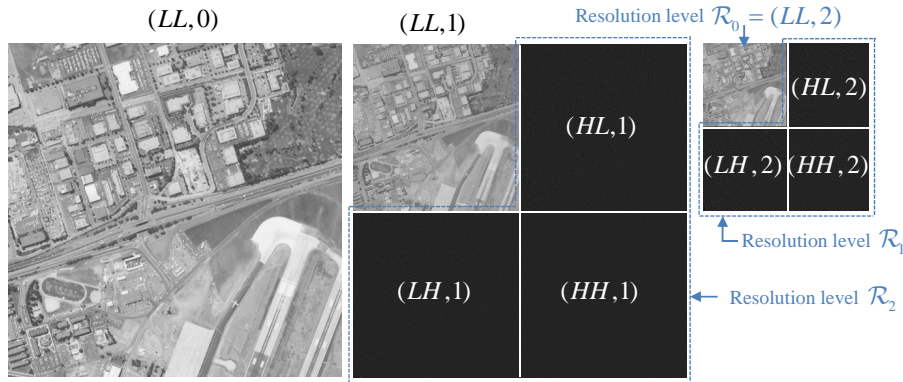 (LL,0)
(LL,1)
Resolution level ℛ₀ = (LL,2)
(HL,1)
(HL,2)
(LH,2)
(HH,2)
Resolution level ℛ₁
(LH,1)
(HH,1)
Resolution level ℛ₂